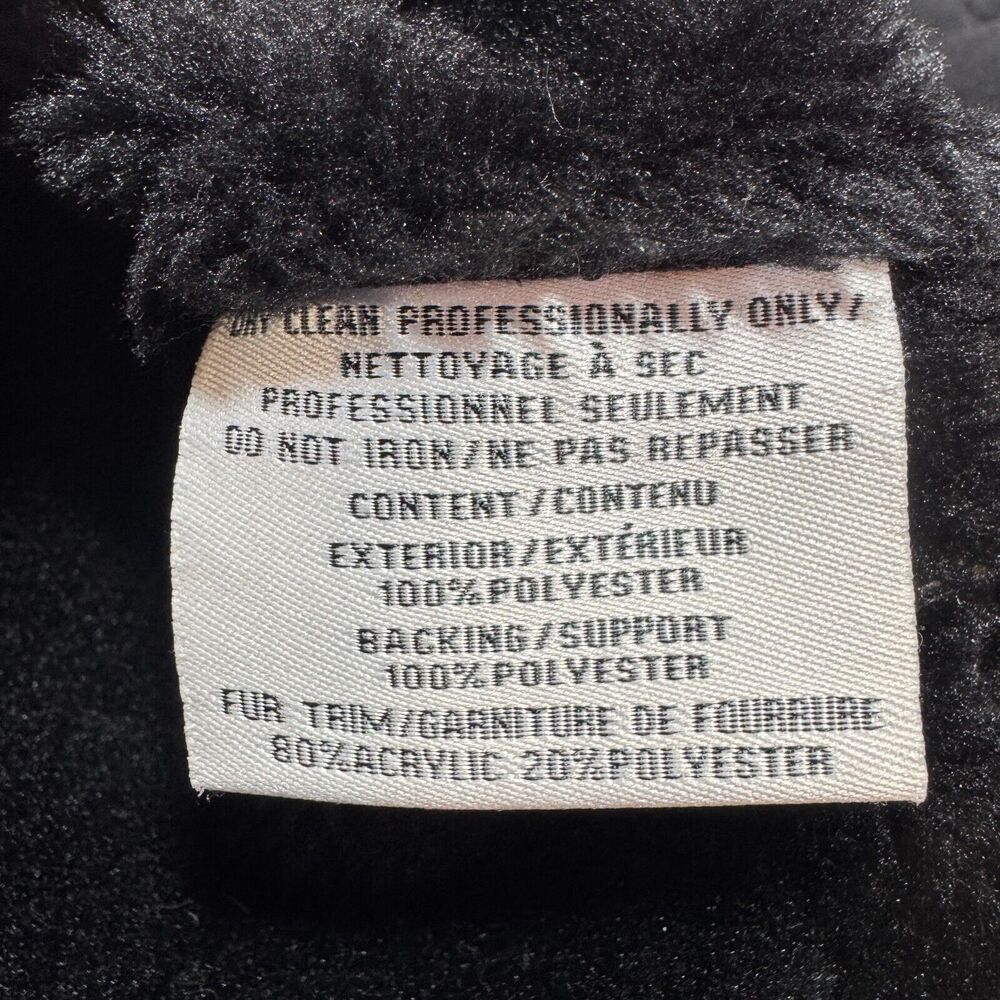 DRY CLEAN PROFESSIONALLY ONLY/
NETTOYAGE À SEC
PROFESSIONNEL SEULEMENT
DO NOT IRON/NE PAS REPASSER
CONTENT/CONTENU
EXTERIOR/EXTÉRIEUR
100%POLYESTER
BACKING/SUPPORT
100%POLYESTER
FUR TRIM/GARNITURE DE FOURRURE
80%ACRYLIC 20%POLYESTER